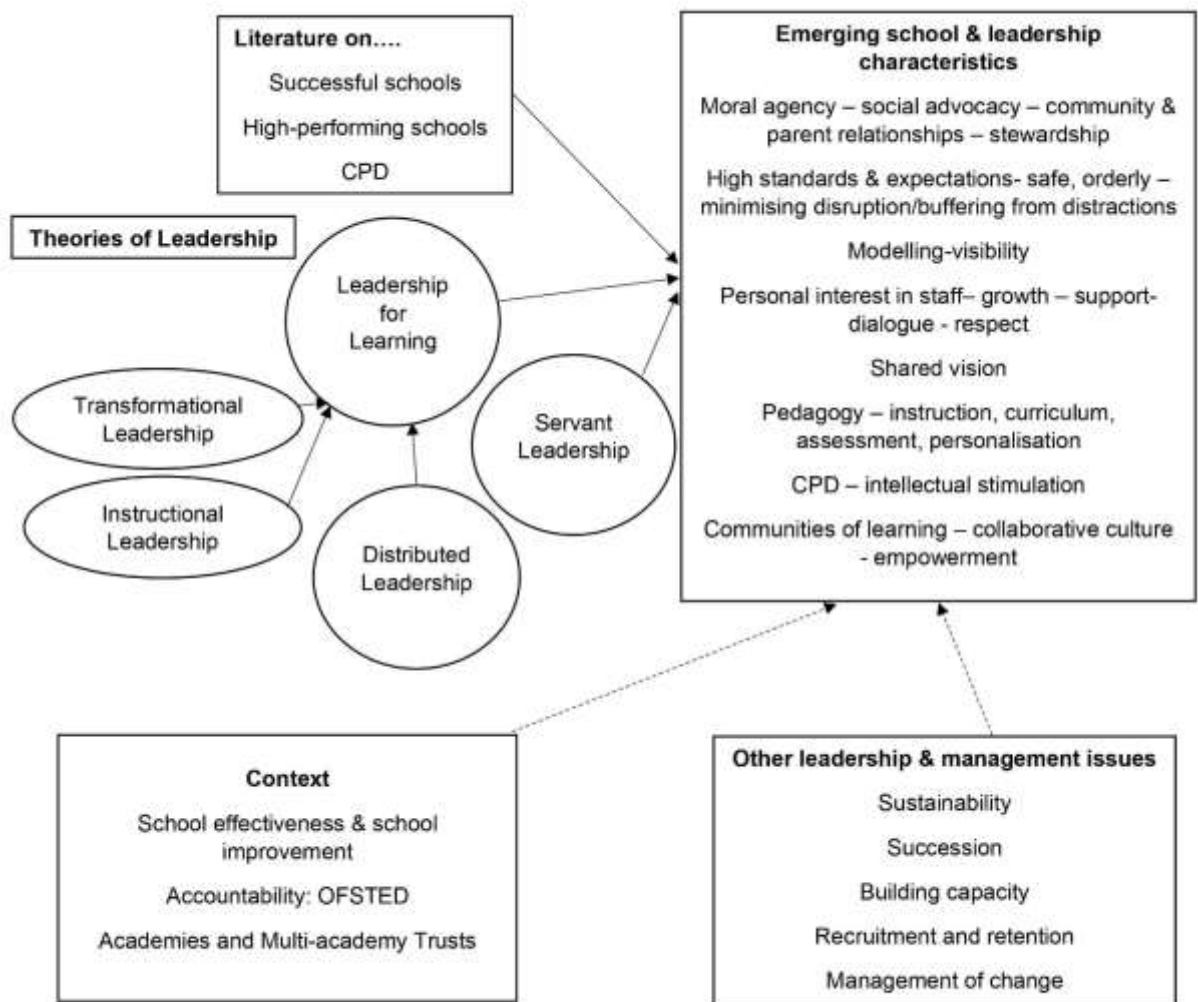 Literature on….
Successful schools
High-performing schools
CPD
Emerging school & leadership
characteristics
Moral agency – social advocacy – community &
parent relationships – stewardship
High standards & expectations- safe, orderly –
minimising disruption/buffering from distractions
Modelling-visibility
Personal interest in staff– growth – support-
dialogue - respect
Shared vision
Pedagogy – instruction, curriculum,
assessment, personalisation
CPD – intellectual stimulation
Communities of learning – collaborative culture
- empowerment
Theories of Leadership
Leadership
for
Learning
Transformational
Leadership
Servant
Leadership
Instructional
Leadership
Distributed
Leadership
Context
School effectiveness & school
improvement
Accountability: OFSTED
Academies and Multi-academy Trusts
Other leadership & management issues
Sustainability
Succession
Building capacity
Recruitment and retention
Management of change